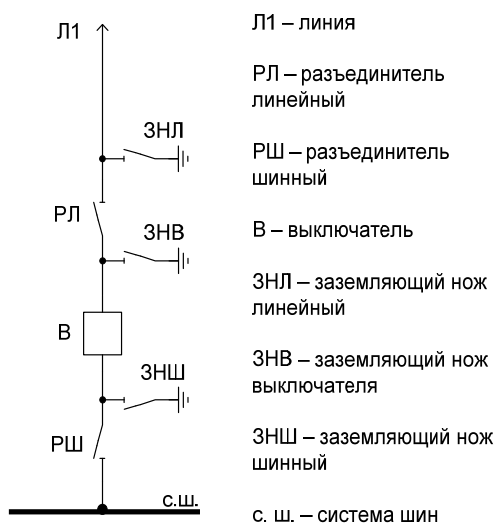 Л1
ЗНЛ
РЛ
ЗНВ
В
ЗНШ
РШ
с.ш.
Л1 – линия
РЛ – разъединитель
линейный
РШ – разъединитель
шинный
В – выключатель
ЗНЛ – заземляющий нож
линейный
ЗНВ – заземляющий нож
выключателя
ЗНШ – заземляющий нож
шинный
с. ш. – система шин